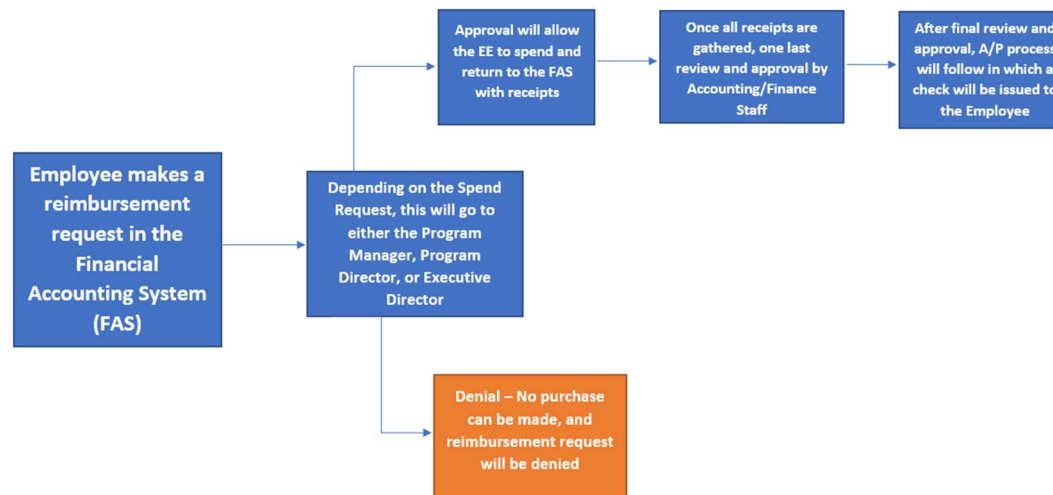 Employee makes a
reimbursement
request in the
Financial
Accounting System
(FAS)
Depending on the Spend
Request, this will go to
either the Program
Manager, Program
Director, or Executive
Director
Approval will allow
the EE to spend and
return to the FAS
with receipts
Once all receipts are
gathered, one last
review and approval by
Accounting/Finance
Staff
After final review and
approval, A/P process
will follow in which a
check will be issued to
the Employee
Denial – No purchase
can be made, and
reimbursement request
will be denied